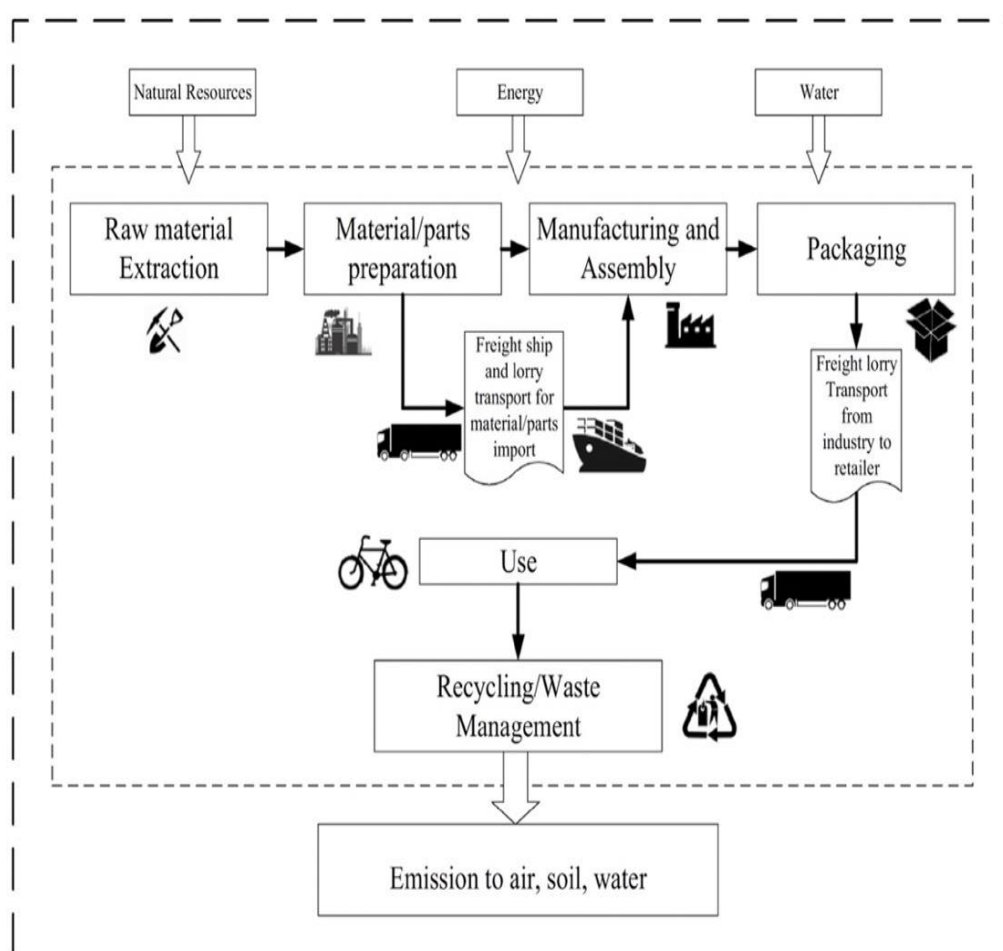 Natural Resources
Energy
Water
Raw material
Extraction
Material/parts
preparation
Manufacturing and
Assembly
Packaging
Freight ship
and lorry
transport for
material/parts
import
Freight lorry
Transport
from
industry to
retailer
Use
Recycling/Waste
Management
Emission to air, soil, water